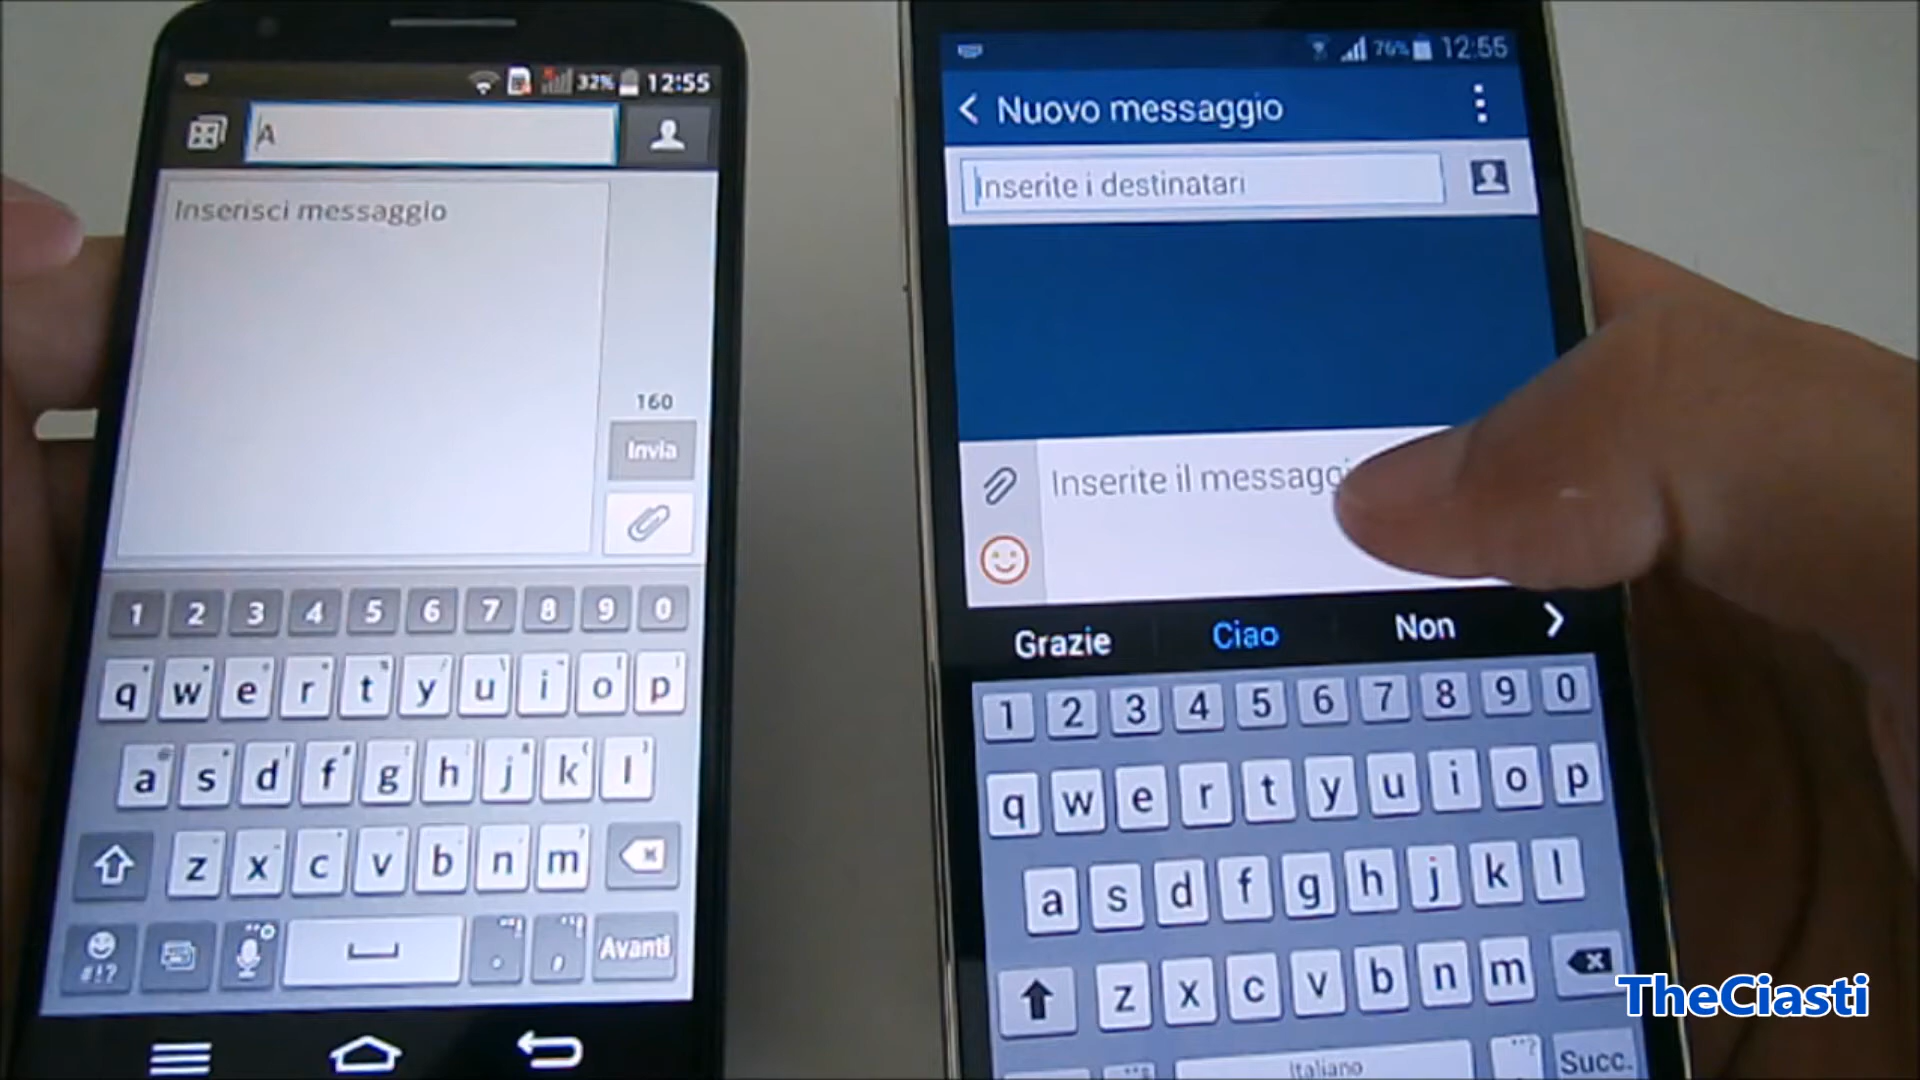 32% 12:55
A
Inserisci messaggio
160
Invia
1 2 3 4 5 6 7 8 9 0
q w e r t y u i o p
a s d f g h j k l
z x c v b n m
#!?
Avanti
76% 12:55
Nuovo messaggio
Inserite i destinatari
Inserite il messaggi
Grazie Ciao Non
1 2 3 4 5 6 7 8 9 0
q w e r t y u i o p
a s d f g h j k l
z x c v b n m
Italiano Succ.
TheCiasti